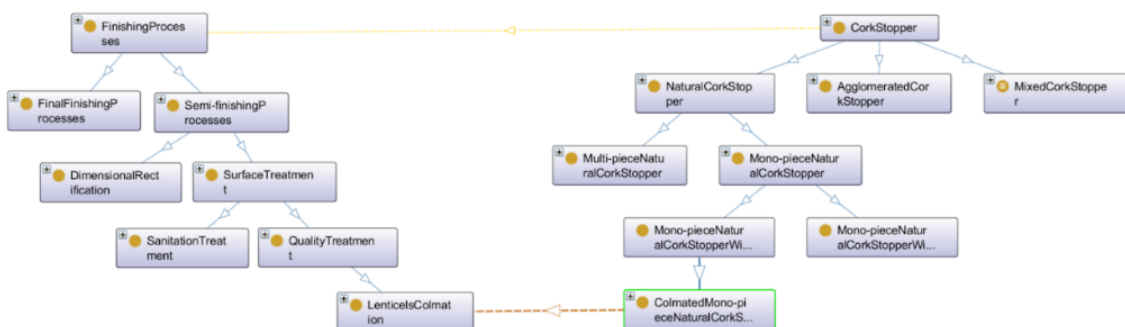 FinishingProces
ses
CorkStopper
FinalFinishingP
rocesses
Semi-finishingP
rocesses
NaturalCorkStop
per
AgglomeratedCor
kStopper
MixedCorkStoppe
r
DimensionalRect
ification
SurfaceTreatmen
t
Multi-pieceNatu
ralCorkStopper
Mono-pieceNatur
alCorkStopper
SanitationTreat
ment
QualityTreatmen
t
Mono-pieceNatur
alCorkStopperWi...
Mono-pieceNatur
alCorkStopperWi...
LenticelsColmat
ion
ColmatedMono-pi
eceNaturalCorkS...